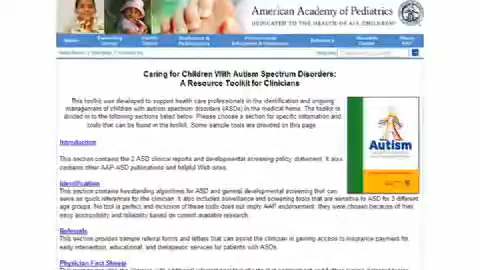 American Academy of Pediatrics
DEDICATED TO THE HEALTH OF ALL CHILDREN
Caring for Children With Autism Spectrum Disorders:
A Resource Toolkit for Clinicians
This toolkit was developed to support health care professionals in the identification and ongoing
management of children with autism spectrum disorders (ASDs) in the medical home. The toolkit is
divided in to the following sections listed below. Please choose a section for specific information and
tools that can be found in the toolkit. Some sample tools are provided on this page
Autism
Introduction
This section contains the 2 ASD clinical reports and developmental screening policy statement. It also
contains other AAP ASD publications and helpful Web sites.
Identification
This section contains
algorithms for ASD and general developmental screening that can
serve as quick references for the clinician. It also includes surveillance and screening tools that are sensitive to ASD for 3 different
age groups. No tool is perfect and inclusion of these tools does not imply AAP endorsement; they were chosen because of their
easy accessibility and reliability based on current available research.
Referrals
This section provides sample referral forms and letters that can assist the clinician in gaining access to insurance payment for
early intervention, educational, and therapeutic services for patients with ASDs.
Physician Fact Sheets